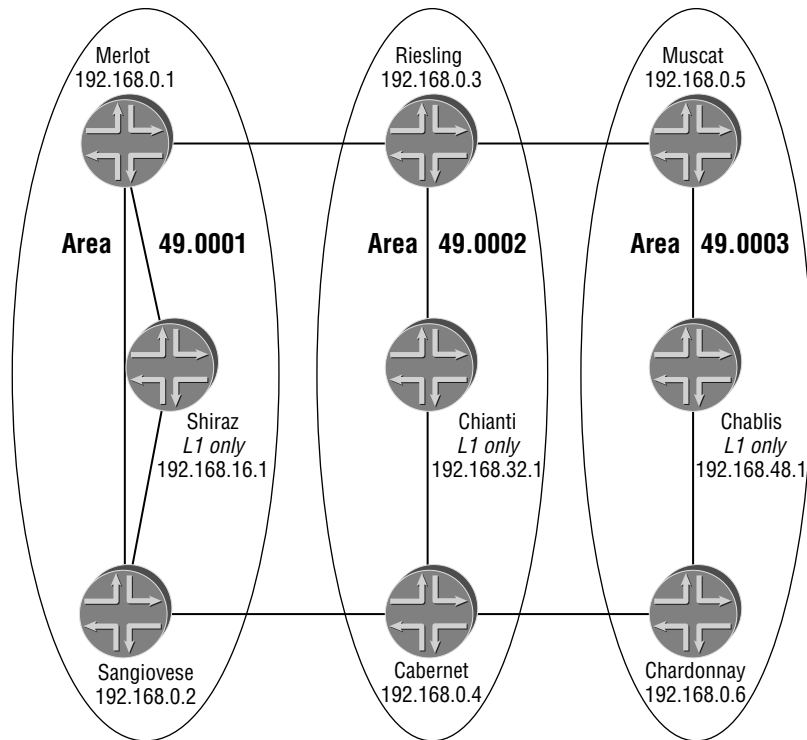 Merlot
192.168.0.1
Riesling
192.168.0.3
Muscat
192.168.0.5
Area 49.0001
Area 49.0002
Area 49.0003
Shiraz
L1 only
192.168.16.1
Chianti
L1 only
192.168.32.1
Chablis
L1 only
192.168.48.1
Sangiovese
192.168.0.2
Cabernet
192.168.0.4
Chardonnay
192.168.0.6